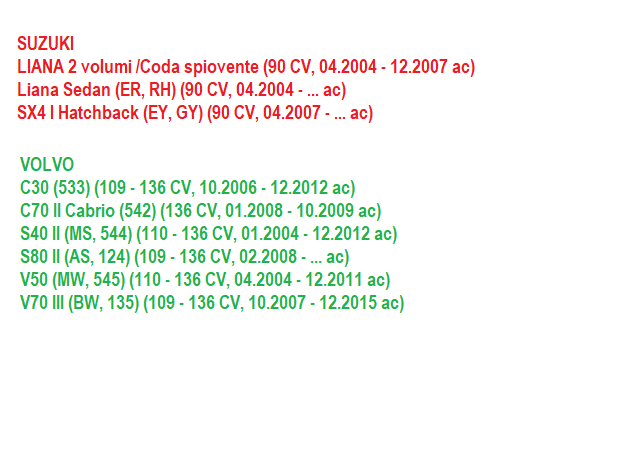 SUZUKI
LIANA 2 volumi /Coda spiovente (90 CV, 04.2004 - 12.2007 ac)
Liana Sedan (ER, RH) (90 CV, 04.2004 - ... ac)
SX4 I Hatchback (EY, GY) (90 CV, 04.2007 - ... ac)
VOLVO
C30 (533) (109 - 136 CV, 10.2006 - 12.2012 ac)
C70 II Cabrio (542) (136 CV, 01.2008 - 10.2009 ac)
S40 II (MS, 544) (110 - 136 CV, 01.2004 - 12.2012 ac)
S80 II (AS, 124) (109 - 136 CV, 02.2008 - ... ac)
V50 (MW, 545) (110 - 136 CV, 04.2004 - 12.2011 ac)
V70 III (BW, 135) (109 - 136 CV, 10.2007 - 12.2015 ac)